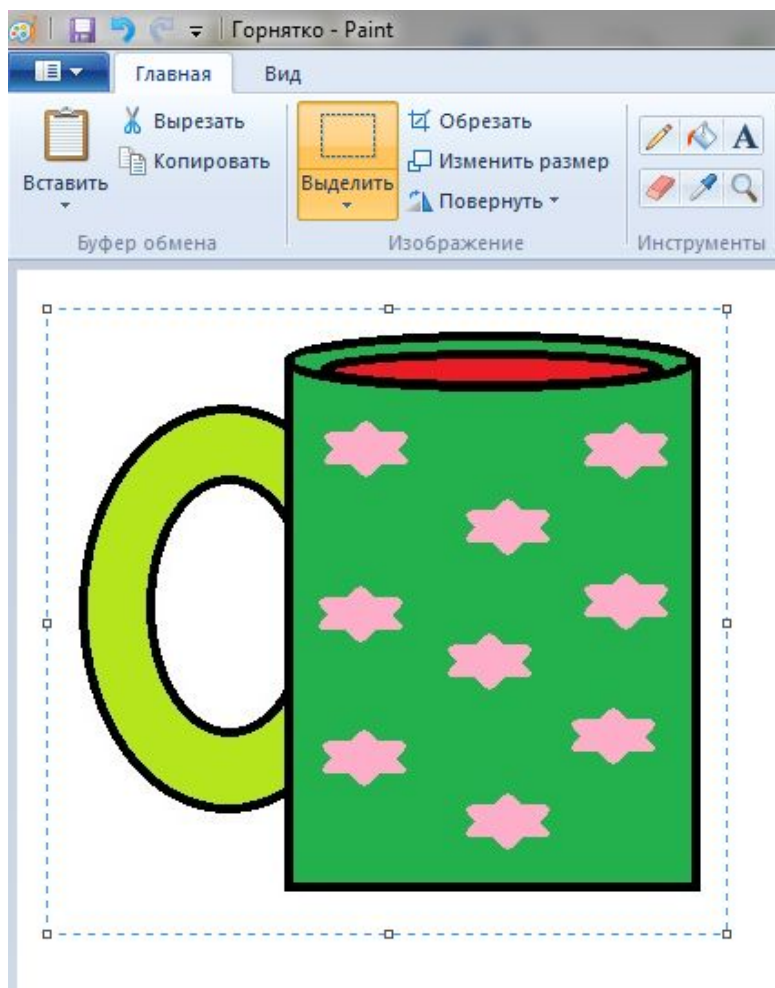 Горнятко - Paint
Главная Вид
Вставить
Вырезать
Копировать
Буфер обмена
Выделить
Обрезать
Изменить размер
Повернуть
Изображение
A
Инструменты